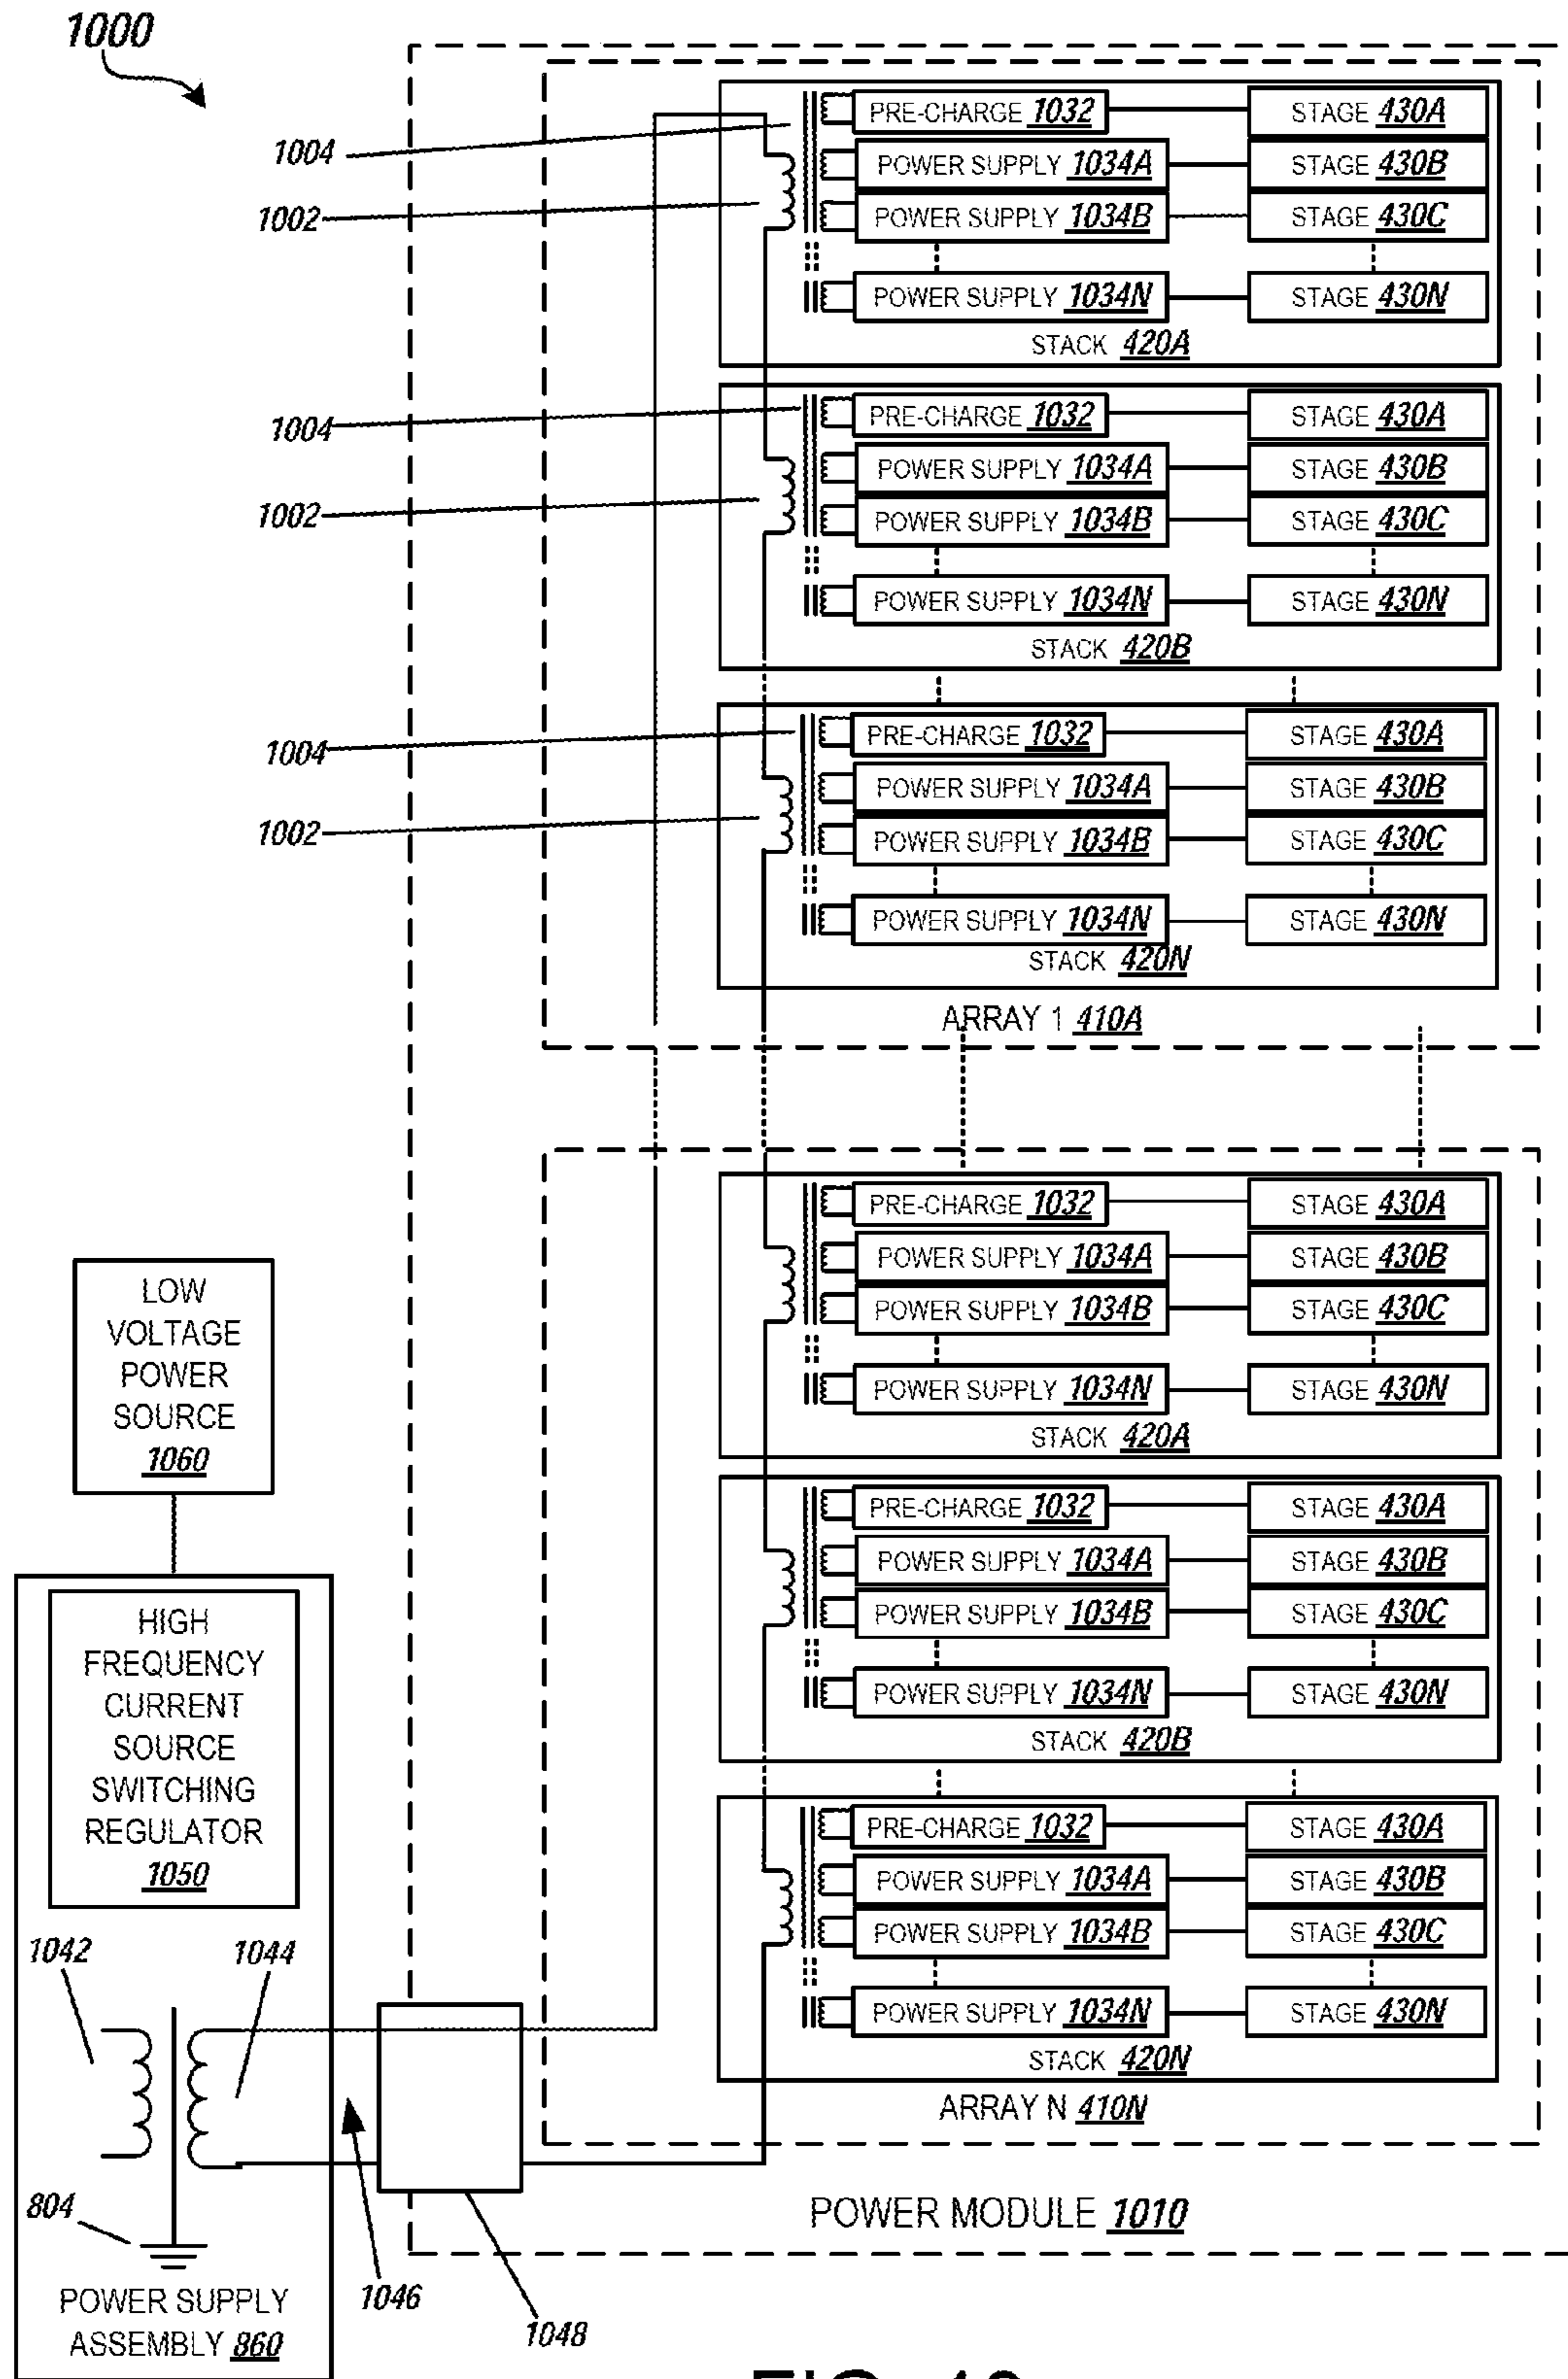 1000
PRE-CHARGE 1032 STAGE 430A
1004
POWER SUPPLY 1034A STAGE 430B
1002
POWER SUPPLY 1034B STAGE 430C
POWER SUPPLY 1034N STAGE 430N
STACK 420A
PRE-CHARGE 1032 STAGE 430A
1004
POWER SUPPLY 1034A STAGE 430B
1002
POWER SUPPLY 1034B STAGE 430C
POWER SUPPLY 1034N STAGE 430N
STACK 420B
PRE-CHARGE 1032 STAGE 430A
1004
POWER SUPPLY 1034A STAGE 430B
1002
POWER SUPPLY 1034B STAGE 430C
POWER SUPPLY 1034N STAGE 430N
STACK 420N
ARRAY 1 410A
PRE-CHARGE 1032 STAGE 430A
POWER SUPPLY 1034A STAGE 430B
POWER SUPPLY 1034B STAGE 430C
POWER SUPPLY 1034N STAGE 430N
STACK 420A
PRE-CHARGE 1032 STAGE 430A
POWER SUPPLY 1034A STAGE 430B
POWER SUPPLY 1034B STAGE 430C
POWER SUPPLY 1034N STAGE 430N
STACK 420B
PRE-CHARGE 1032 STAGE 430A
POWER SUPPLY 1034A STAGE 430B
POWER SUPPLY 1034B STAGE 430C
POWER SUPPLY 1034N STAGE 430N
STACK 420N
ARRAY N 410N
POWER MODULE 1010
LOW
VOLTAGE
POWER
SOURCE
1060
HIGH
FREQUENCY
CURRENT
SOURCE
SWITCHING
REGULATOR
1050
1042
1044
804
1046
1048
POWER SUPPLY
ASSEMBLY 860